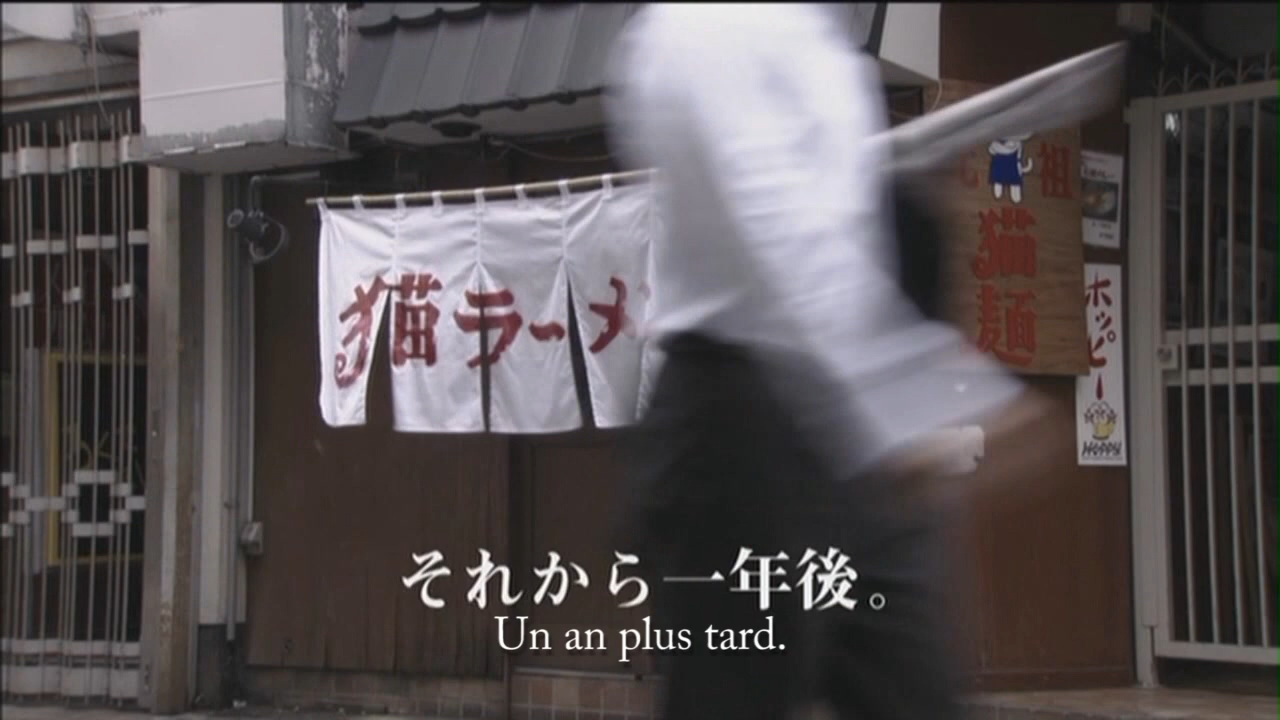 猫ラーメ
元祖
猫麺
ホッピー
HOPPY
それから一年後。
Un an plus tard.